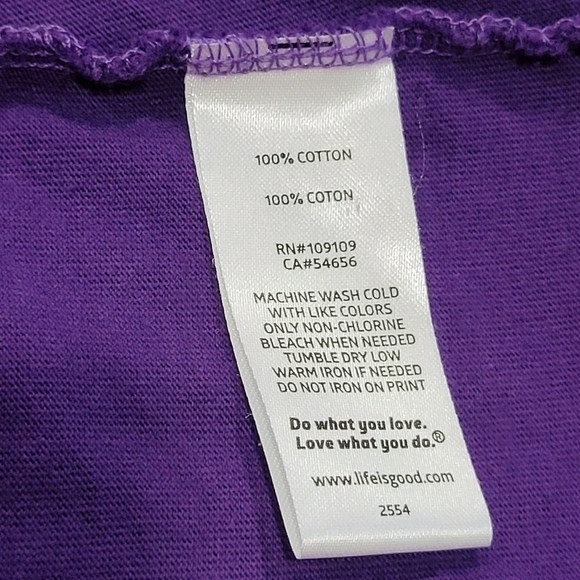 100% COTTON
100% COTON
RN#109109
CA#54656
MACHINE WASH COLD
WITH LIKE COLORS
ONLY NON-CHLORINE
BLEACH WHEN NEEDED
TUMBLE DRY LOW
WARM IRON IF NEEDED
DO NOT IRON ON PRINT
Do what you love.
Love what you do.®
www.lifeisgood.com
2554